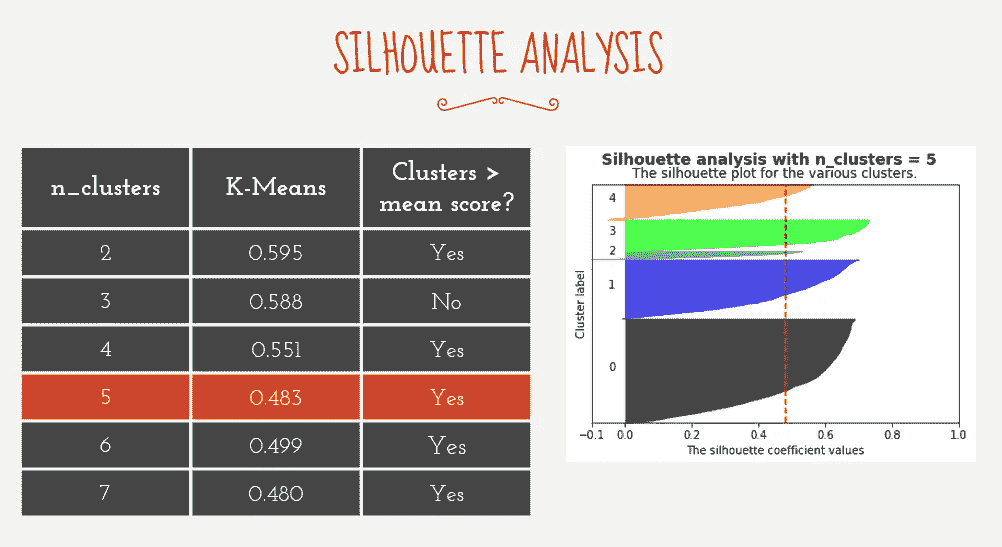 SILHOUETTE ANALYSIS
n_clusters K-Means Clusters >
mean score?
2 0.595 Yes
3 0.588 No
4 0.551 Yes
5 0.483 Yes
6 0.499 Yes
7 0.480 Yes
Silhouette analysis with n_clusters = 5
The silhouette plot for the various clusters.
4
3
2
1
0
Cluster label
−0.1 0.0 0.2 0.4 0.6 0.8 1.0
The silhouette coefficient values